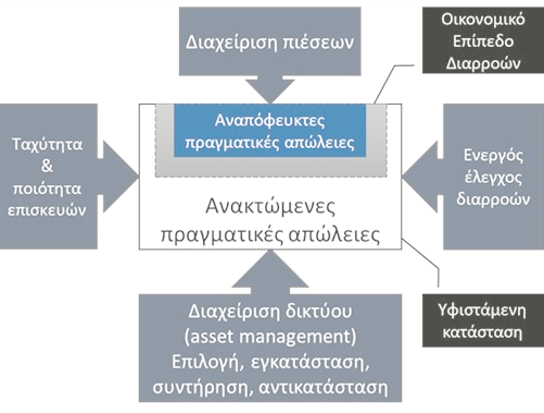 Διαχείριση πιέσεων
Οικονομικό
Επίπεδο
Διαρροών
Αναπόφευκτες
πραγματικές απώλειες
Ταχύτητα
&
ποιότητα
επισκευών
Ενεργός
έλεγχος
διαρροών
Ανακτώμενες
πραγματικές απώλειες
Διαχείριση δικτύου
(asset management)
Επιλογή, εγκατάσταση,
συντήρηση, αντικατάσταση
Υφιστάμενη
κατάσταση